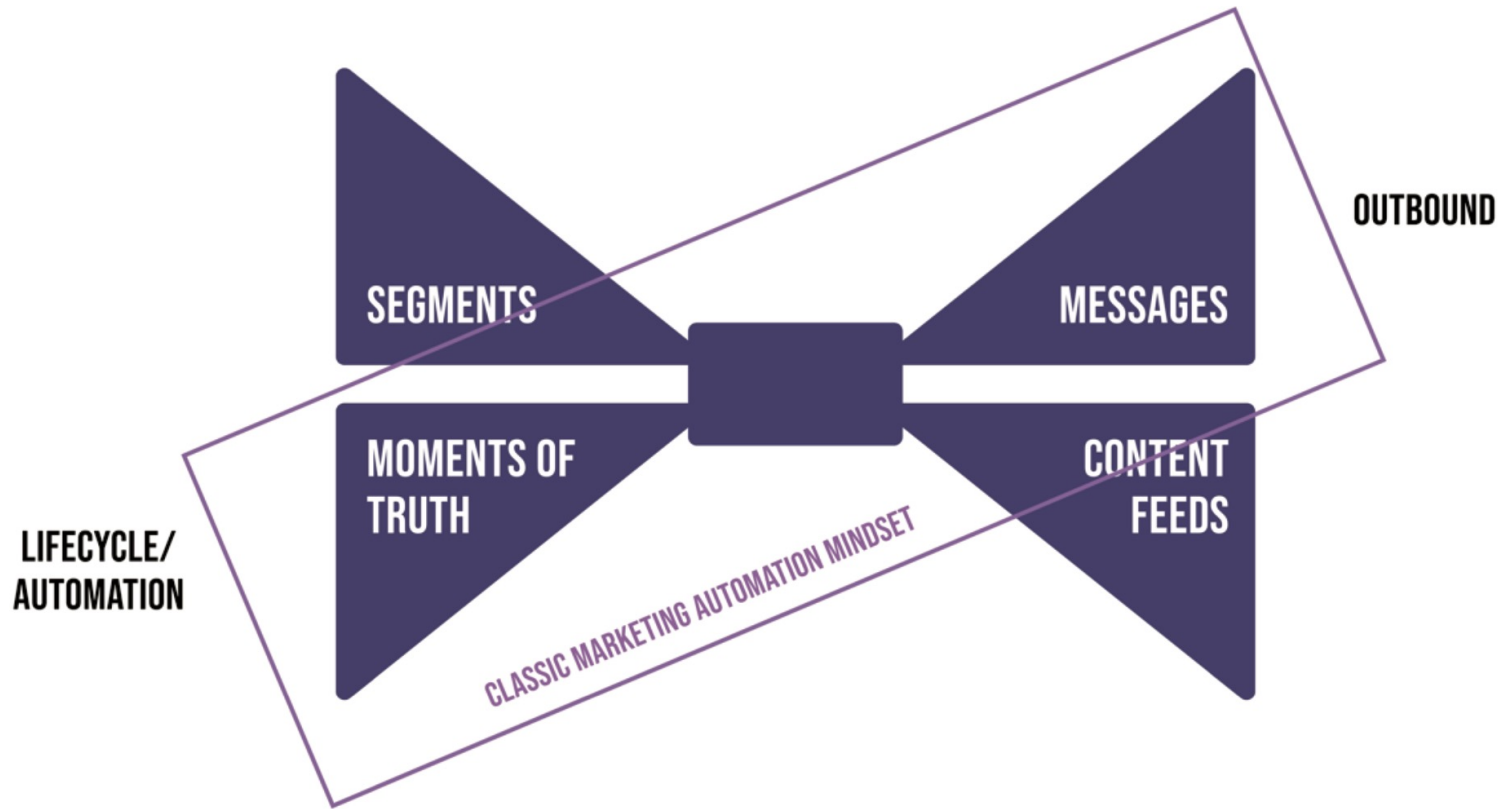 OUTBOUND
SEGMENTS
MESSAGES
MOMENTS OF
TRUTH
CONTENT
FEEDS
LIFECYCLE/
AUTOMATION
CLASSIC MARKETING AUTOMATION MINDSET